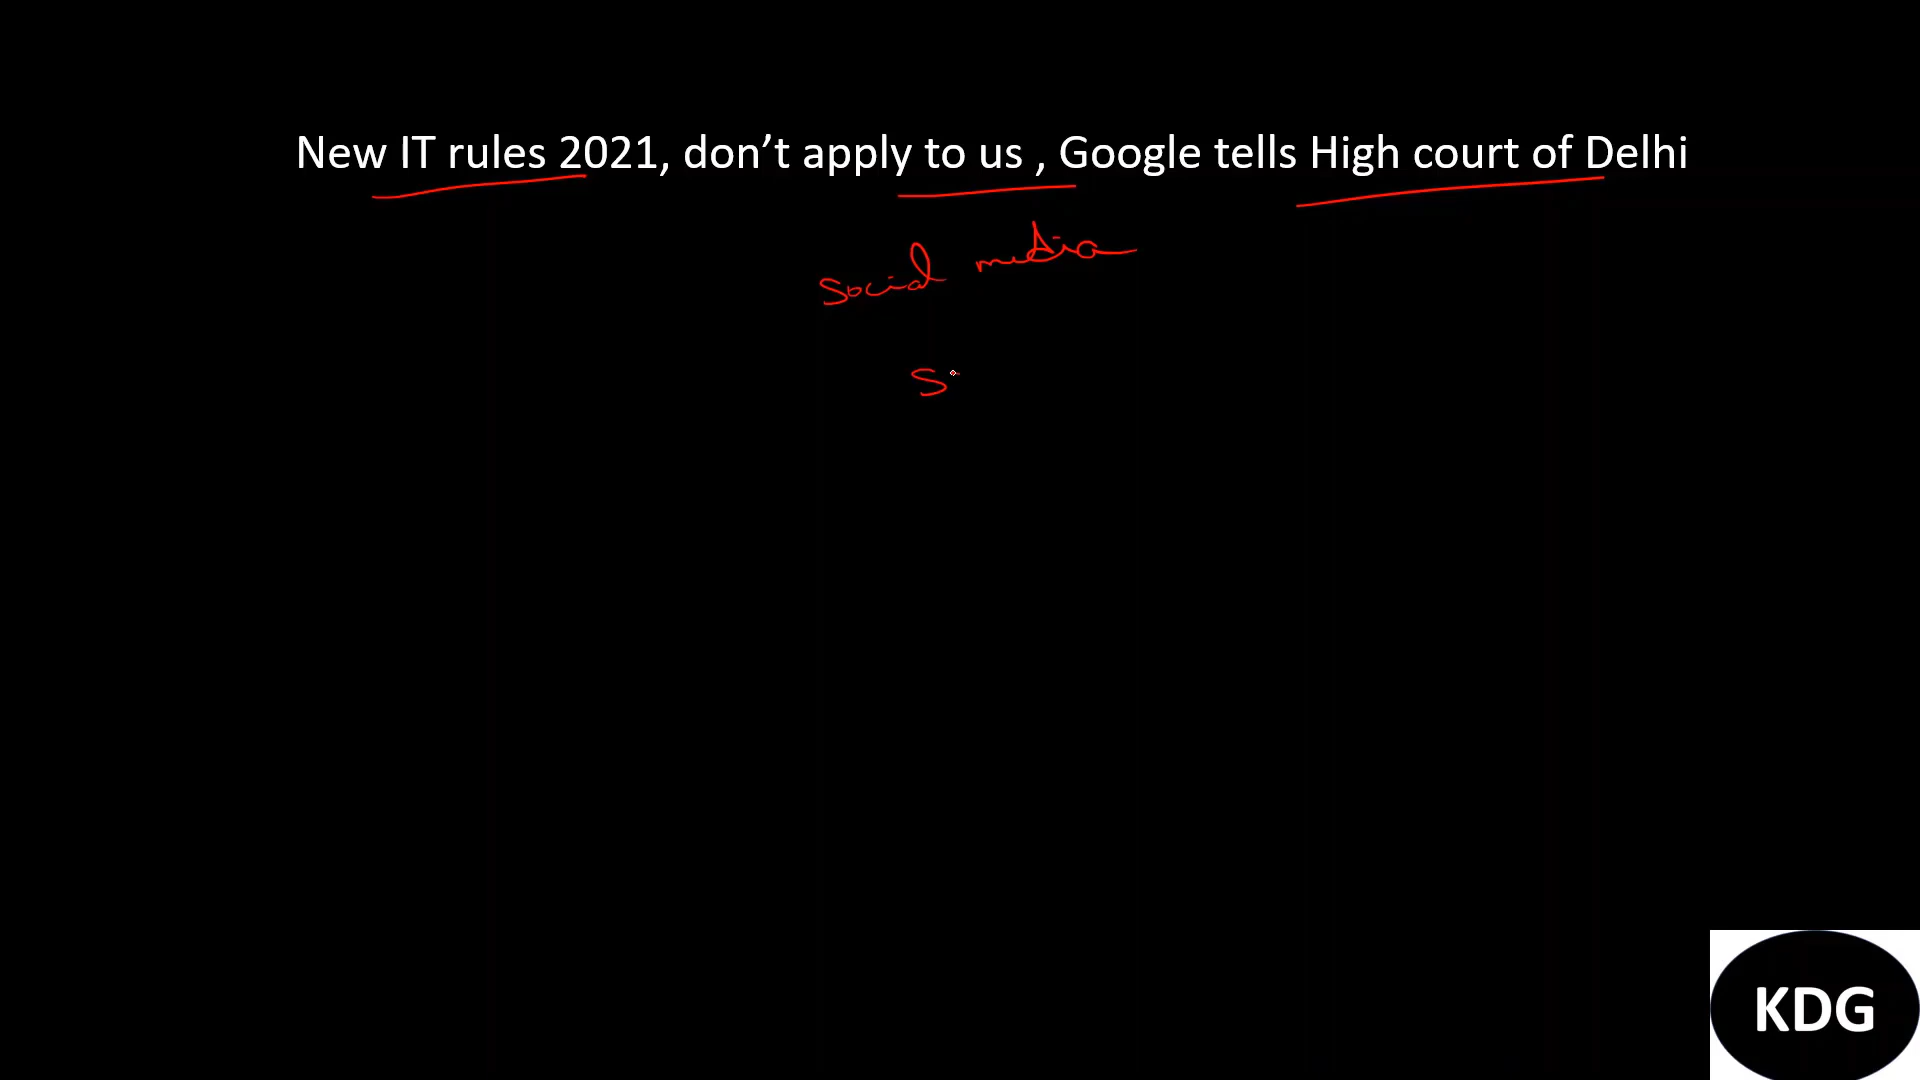 New IT rules 2021, don’t apply to us , Google tells High court of Delhi
social media
S
KDG